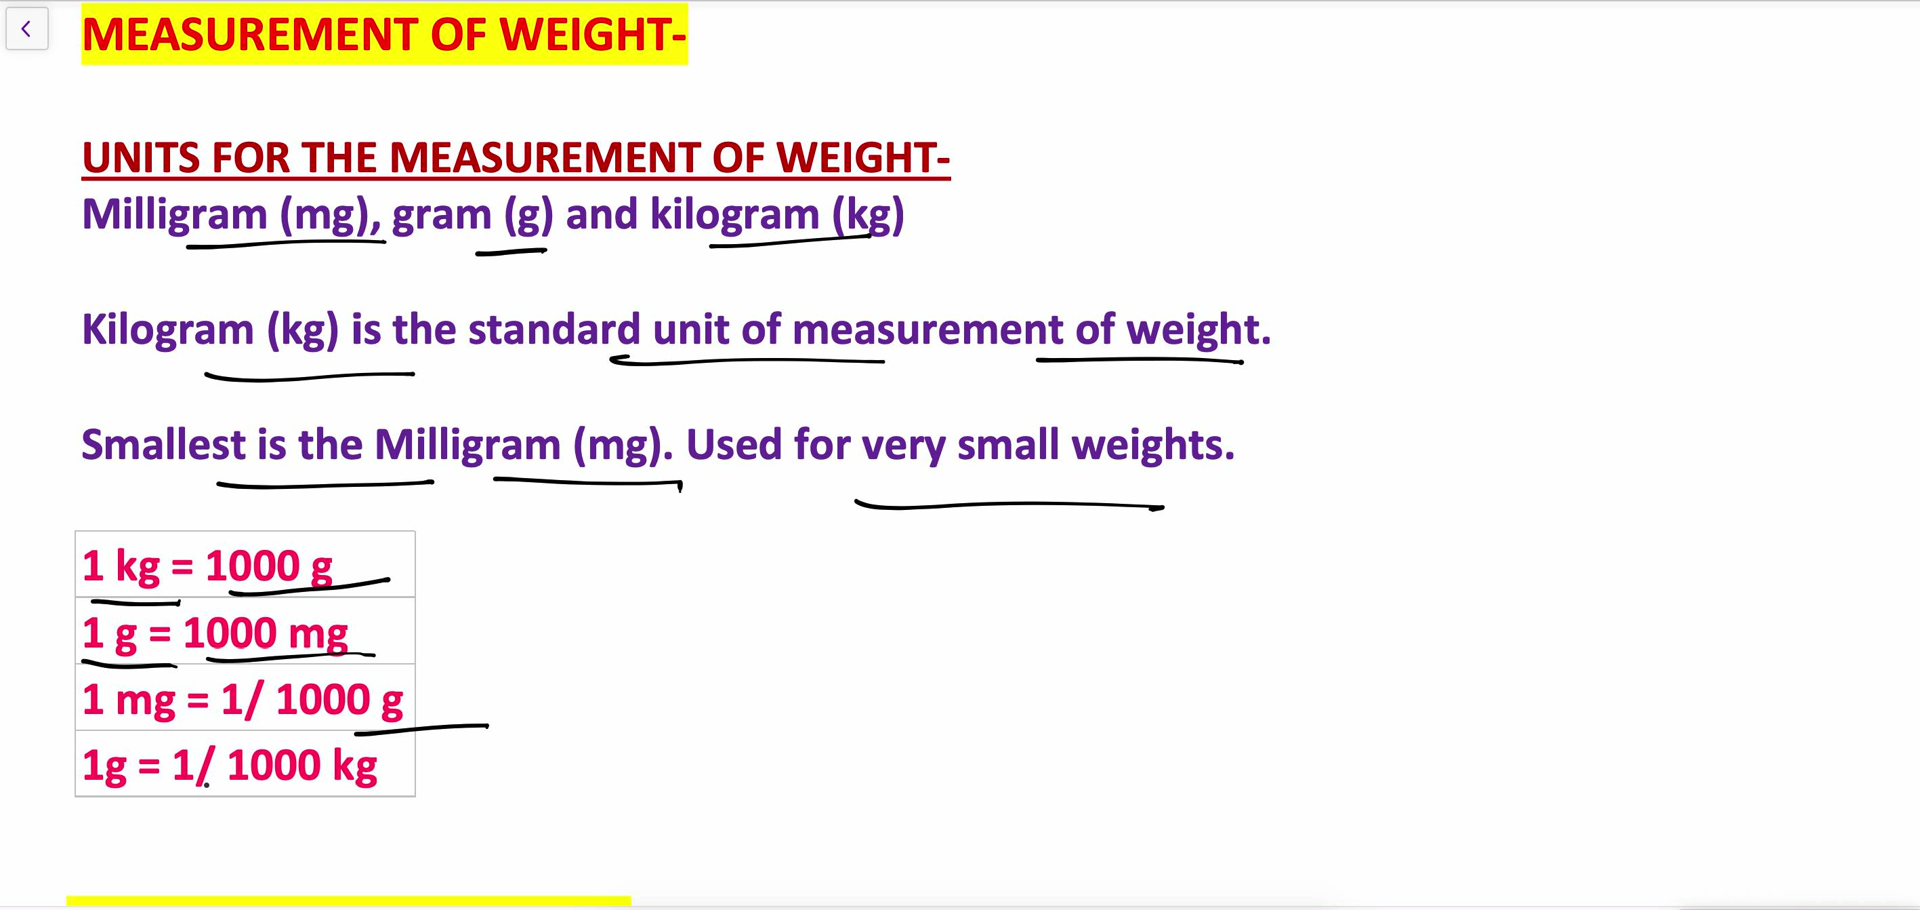 MEASUREMENT OF WEIGHT-
UNITS FOR THE MEASUREMENT OF WEIGHT-
Milligram (mg), gram (g) and kilogram (kg)
Kilogram (kg) is the standard unit of measurement of weight.
Smallest is the Milligram (mg). Used for very small weights.
1 kg = 1000 g
1 g = 1000 mg
1 mg = 1/ 1000 g
1g = 1/ 1000 kg